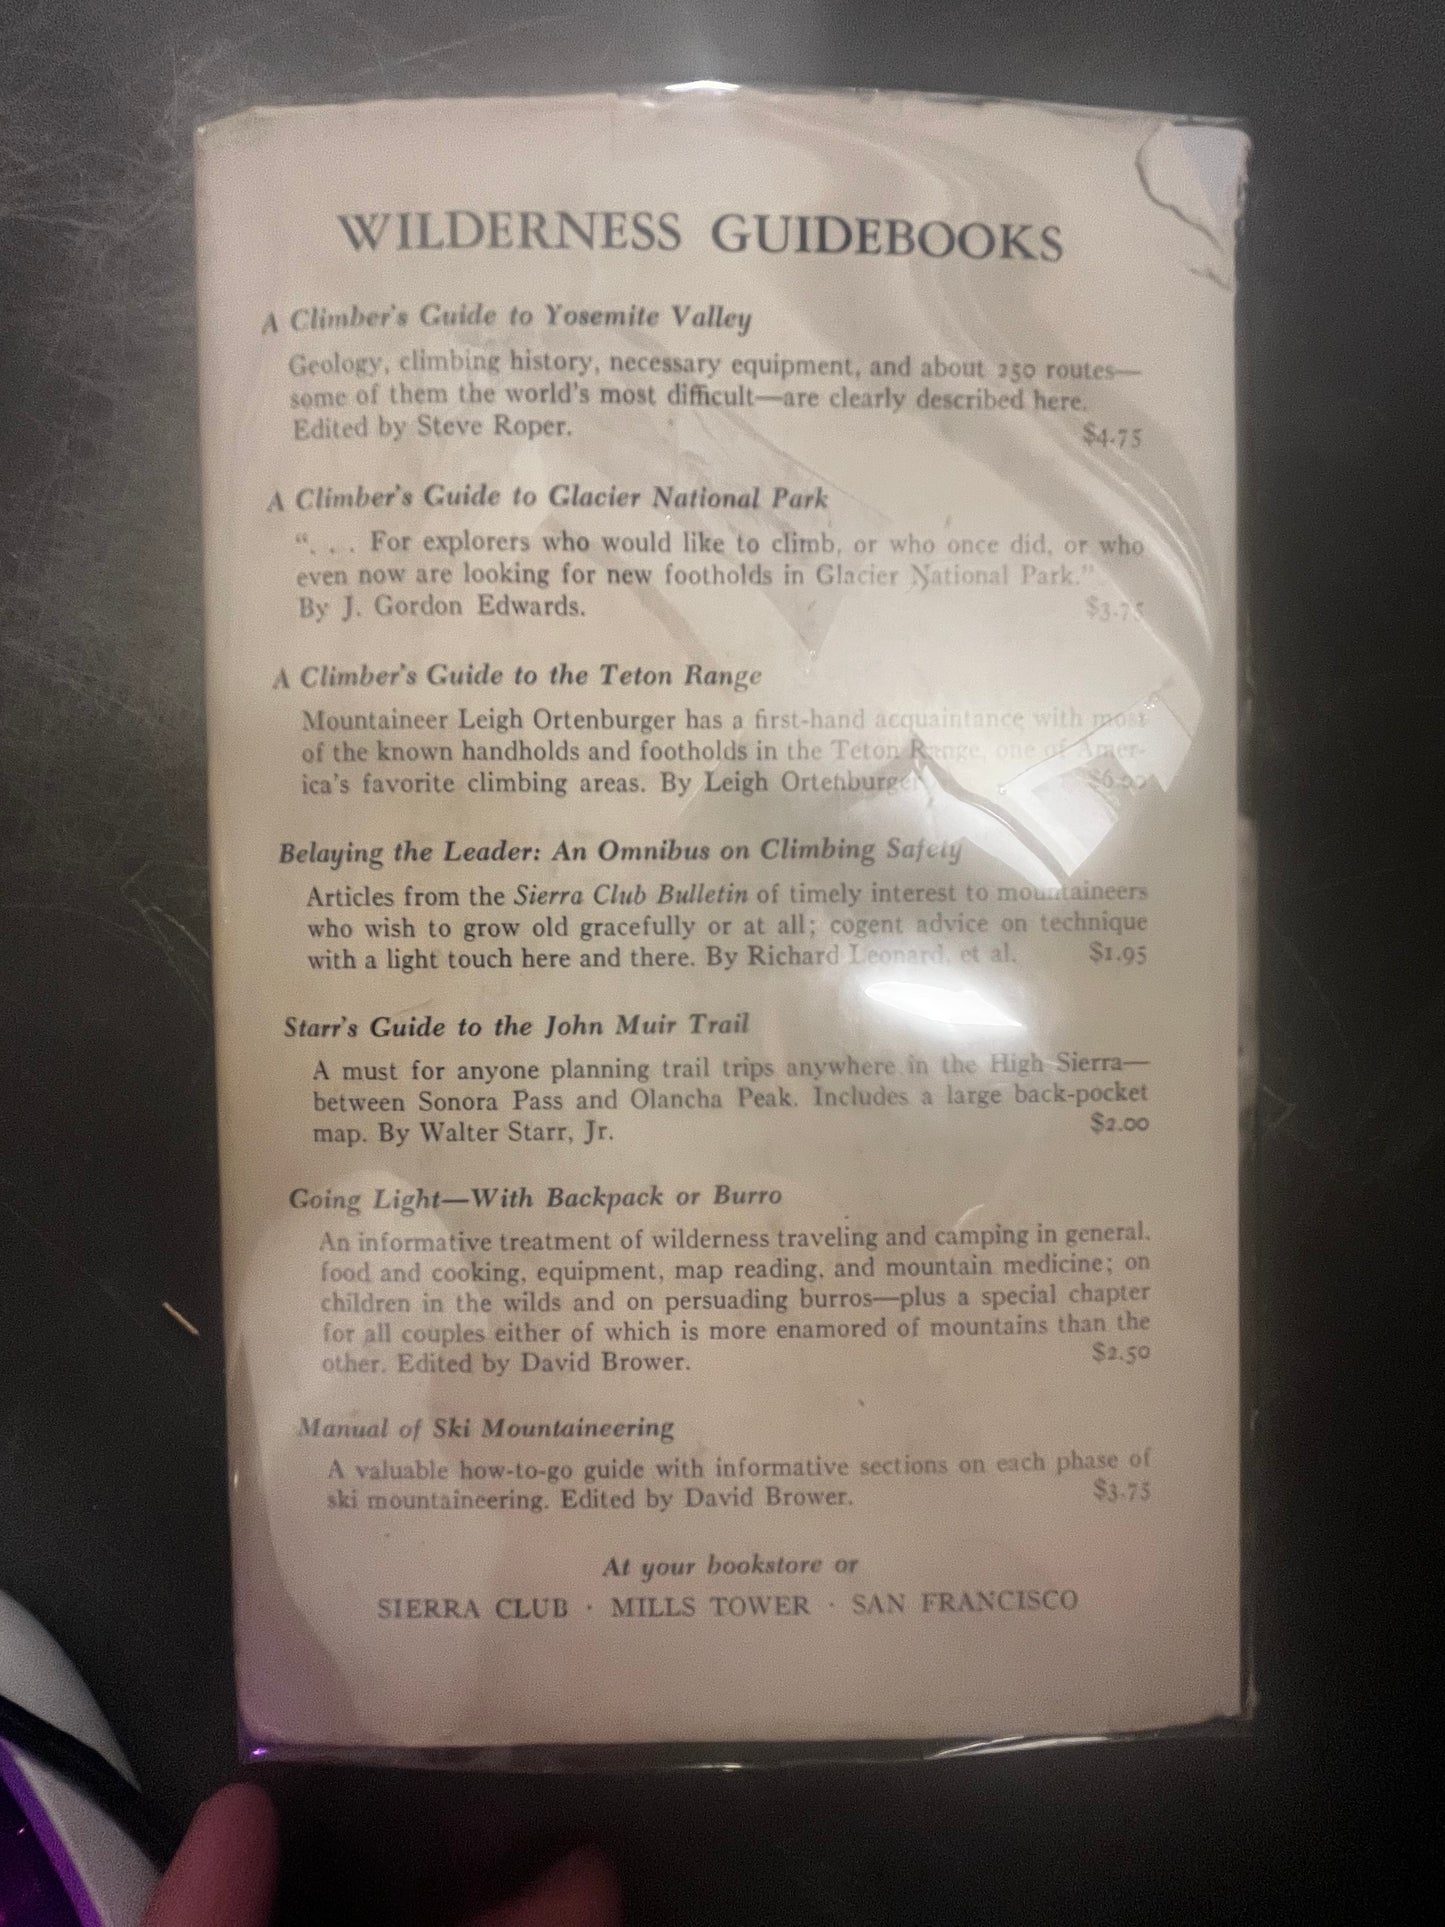 WILDERNESS GUIDEBOOKS
A Climber's Guide to Yosemite Valley
Geology, climbing history, necessary equipment, and about 250 routes—
some of them the world's most difficult—are clearly described here.
Edited by Steve Roper. $4.75
A Climber's Guide to Glacier National Park
". . . For explorers who would like to climb, or who once did, or who
even now are looking for new footholds in Glacier National Park."
By J. Gordon Edwards. $3.75
A Climber's Guide to the Teton Range
Mountaineer Leigh Ortenburger has a first-hand acquaintance with most
of the known handholds and footholds in the Teton Range, one of Amer-
ica's favorite climbing areas. By Leigh Ortenburger. $6.00
Belaying the Leader: An Omnibus on Climbing Safety
Articles from the Sierra Club Bulletin of timely interest to mountaineers
who wish to grow old gracefully or at all; cogent advice on technique
with a light touch here and there. By Richard Leonard, et al. $1.95
Starr's Guide to the John Muir Trail
A must for anyone planning trail trips anywhere in the High Sierra—
between Sonora Pass and Olancha Peak. Includes a large back-pocket
map. By Walter Starr, Jr. $2.00
Going Light—With Backpack or Burro
An informative treatment of wilderness traveling and camping in general,
food and cooking, equipment, map reading, and mountain medicine; on
children in the wilds and on persuading burros—plus a special chapter
for all couples either of which is more enamored of mountains than the
other. Edited by David Brower. $2.50
Manual of Ski Mountaineering
A valuable how-to-go guide with informative sections on each phase of
ski mountaineering. Edited by David Brower. $3.75
At your bookstore or
SIERRA CLUB · MILLS TOWER · SAN FRANCISCO